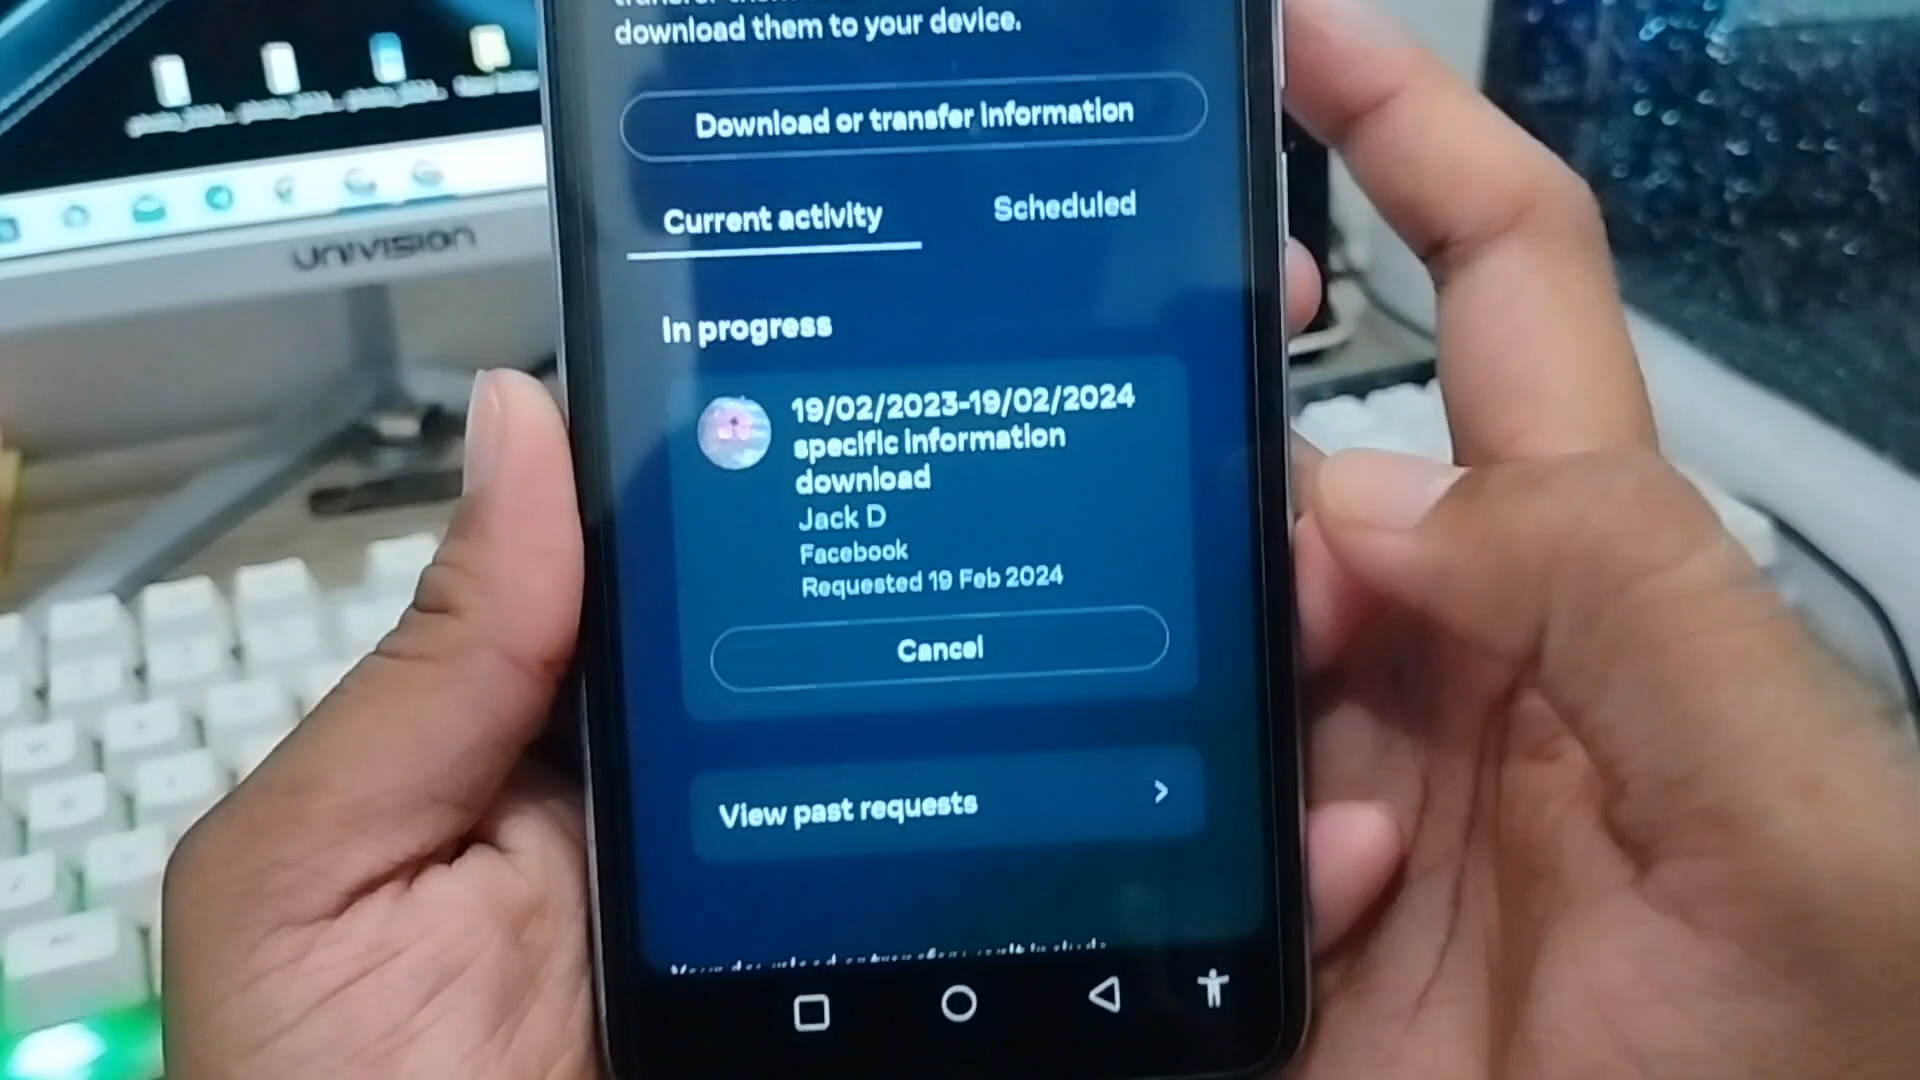 download them to your device.
Download or transfer information
Current activity
Scheduled
In progress
19/02/2023-19/02/2024
specific information
download
Jack D
Facebook
Requested 19 Feb 2024
Cancel
View past requests
UNIVISION